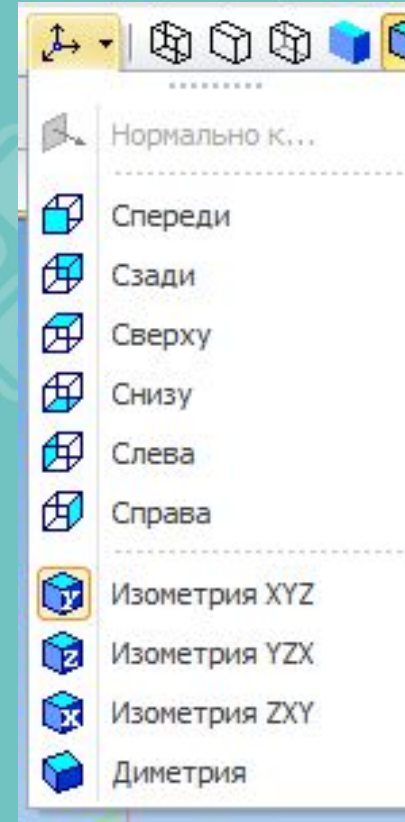 Нормально к...
Спереди
Сзади
Сверху
Снизу
Слева
Справа
Изометрия XYZ
Изометрия YZX
Изометрия ZXY
Диметрия